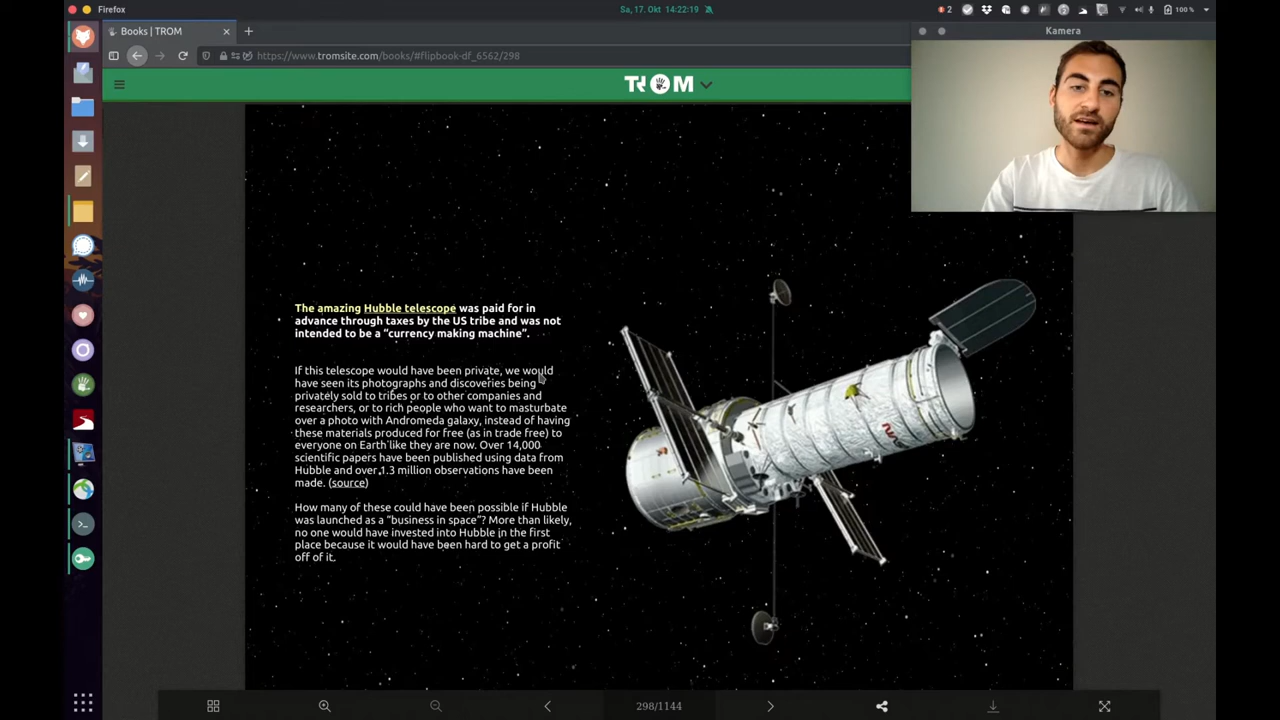 Firefox
Sa, 17. Okt 14:22:19
2
100 %
Books | TROM
Kamera
https://www.tromsite.com/books/#flipbook-df_6562/298
TROM
The amazing Hubble telescope was paid for in
advance through taxes by the US tribe and was not
intended to be a “currency making machine”.
If this telescope would have been private, we would
have seen its photographs and discoveries being
privately sold to tribes or to other companies and
researchers, or to rich people who want to masturbate
over a photo with Andromeda galaxy, instead of having
these materials produced for free (as in trade free) to
everyone on Earth like they are now. Over 14,000
scientific papers have been published using data from
Hubble and over 1.3 million observations have been
made. (source)
How many of these could have been possible if Hubble
was launched as a “business in space”? More than likely,
no one would have invested into Hubble in the first
place because it would have been hard to get a profit
off of it.
298/1144